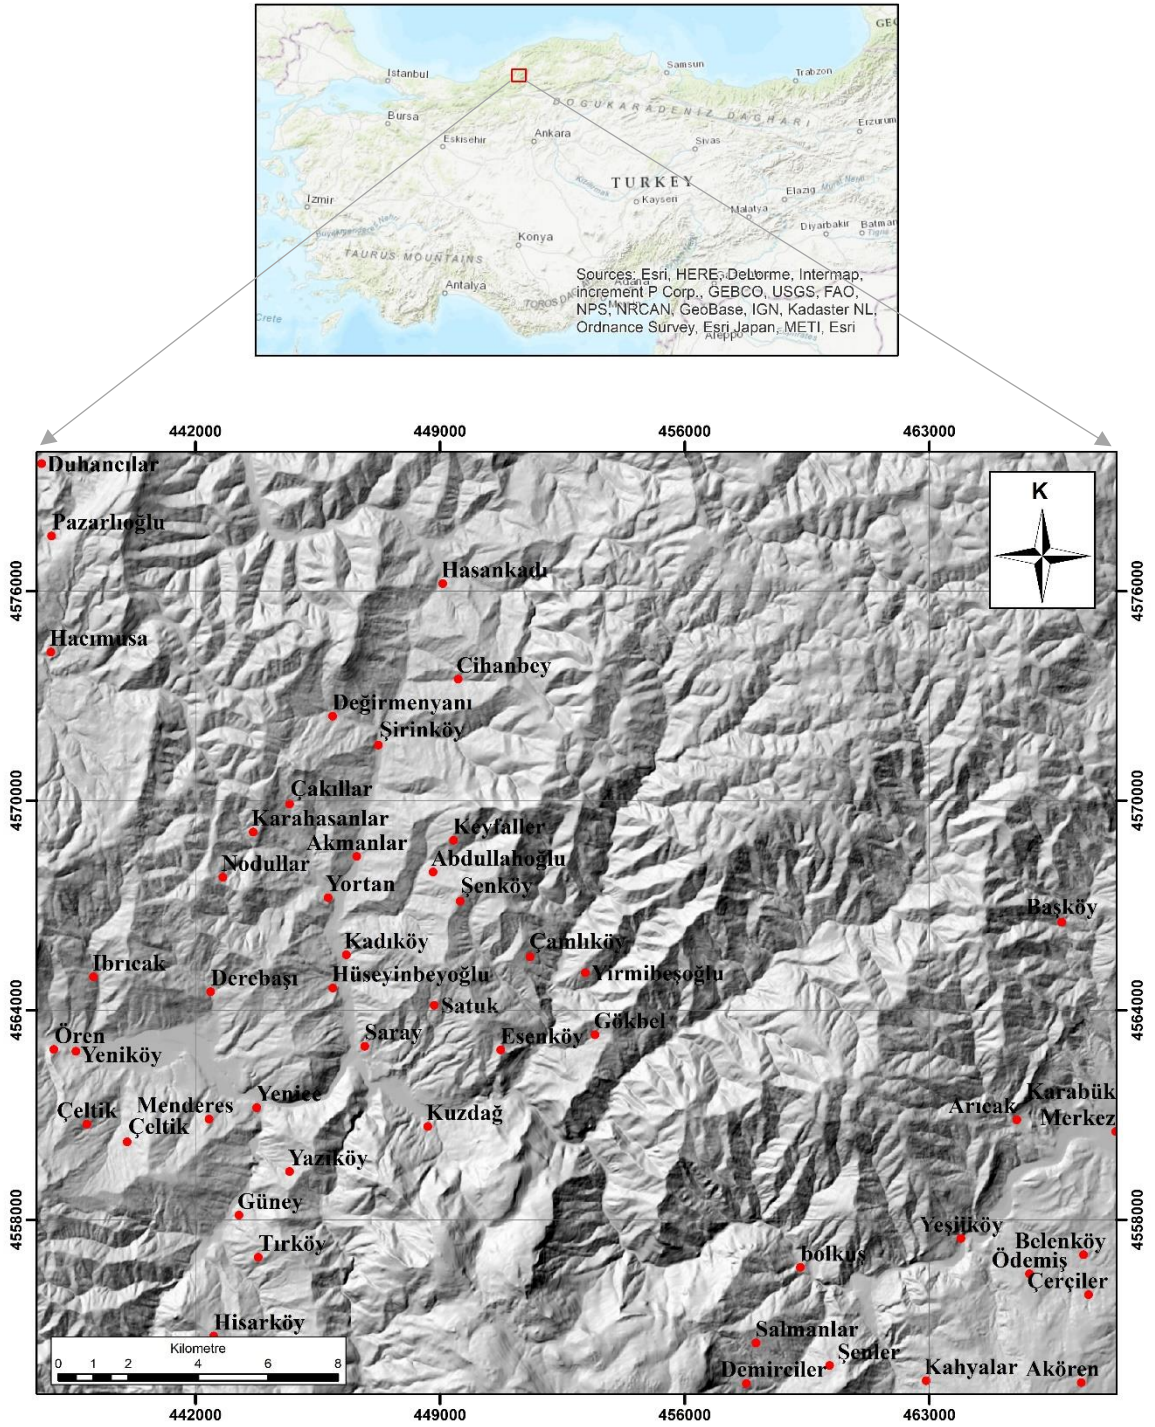 GEO
Istanbul
Samsun
Trabzon
DOGUKARADENIZ DAGLARI
Bursa
Erzurum
Eskisehir
Ankara
Sivas
TURKEY
Kayseri
Elazig
Murat Nehri
Izmir
Malatya
Diyarbakir
Batman
Tigris
Konya
TAURUS MOUNTAINS
Antalya
Crete
Sources: Esri, HERE, DeLorme, Intermap,
increment P Corp., GEBCO, USGS, FAO,
NPS, NRCAN, GeoBase, IGN, Kadaster NL,
Ordnance Survey, Esri Japan, METI, Esri
Aleppo
442000
449000
456000
463000
Duhancılar
K
Pazarlıoğlu
Hasankadı
4576000
4576000
Hacımusa
Cihanbey
Değirmenyanı
Şirinköy
Çakıllar
4570000
4570000
Karahasanlar
Keyfaller
Akmanlar
Abdullahoğlu
Nodullar
Yortan
Şenköy
Başköy
Kadıköy
Çamlıköy
Ibrıcak
Derebaşı
Hüseyinbeyoğlu
Yirmibeşoğlu
4564000
4564000
Satuk
Gökbel
Ören
Saray
Esenköy
Yeniköy
Yenice
Karabük
Merkez
Çeltik
Menderes
Kuzdağ
Arıcak
Çeltik
Yazıköy
Güney
4558000
4558000
Yeşilköy
Tırköy
bolkuş
Belenköy
Ödemiş
Çerçiler
Hisarköy
Salmanlar
Şenler
Demirciler
Kahyalar
Akören
Kilometre
0 1 2 4 6 8
442000
449000
456000
463000